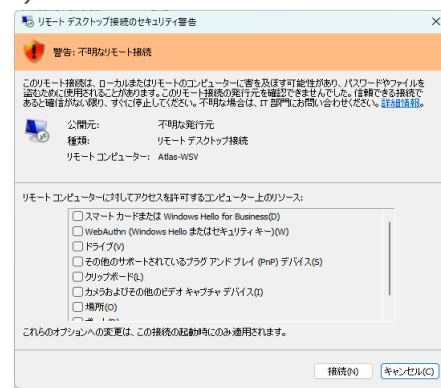 リモート デスクトップ接続のセキュリティ警告
警告: 不明なリモート接続
このリモート接続は、ローカルまたはリモートのコンピューターに害を及ぼす可能性があり、パスワードやファイルを
盗むために使用されることがあります。このリモート接続の発行元を確認できませんでした。信頼できる接続で
あると確信がない限り、すぐに停止してください。不明な場合は、IT 部門にお問い合わせください。詳細情報。
公開元: 不明な発行元
種類: リモート デスクトップ接続
リモート コンピューター: Atlas-WSV
リモート コンピューターに対してアクセスを許可するコンピューター上のリソース:
スマート カードまたは Windows Hello for Business(D)
WebAuthn (Windows Hello またはセキュリティ キー)(W)
ドライブ(V)
その他のサポートされているプラグ アンド プレイ (PnP) デバイス(S)
クリップボード(L)
カメラおよびその他のビデオ キャプチャ デバイス(I)
場所(O)
これらのオプションへの変更は、この接続の起動時にのみ適用されます。
接続(N) キャンセル(C)